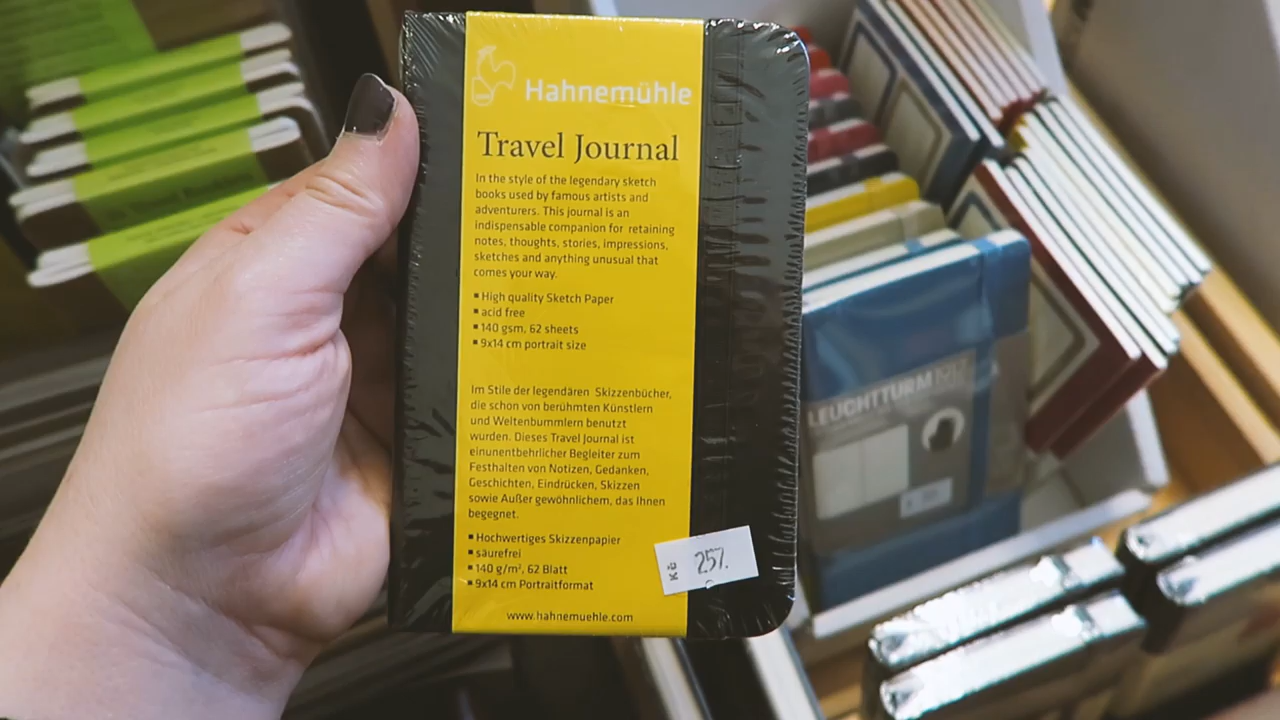 Hahnemühle
Travel Journal
In the style of the legendary sketch
books used by famous artists and
adventurers. This journal is an
indispensable companion for retaining
notes, thoughts, stories, impressions,
sketches and anything unusual that
comes your way.
▪ High quality Sketch Paper
▪ acid free
▪ 140 gsm, 62 sheets
▪ 9x14 cm portrait size
Im Stile der legendären Skizzenbücher,
die schon von berühmten Künstlern
und Weltenbummlern benutzt
wurden. Dieses Travel Journal ist
einunentbehrlicher Begleiter zum
Festhalten von Notizen, Gedanken,
Geschichten, Eindrücken, Skizzen
sowie Außer gewöhnlichem, das Ihnen
begegnet.
▪ Hochwertiges Skizzenpapier
▪ säurefrei
▪ 140 g/m², 62 Blatt
▪ 9x14 cm Portraitformat
www.hahnemuehle.com
Kč 257.
LEUCHTTURM1917